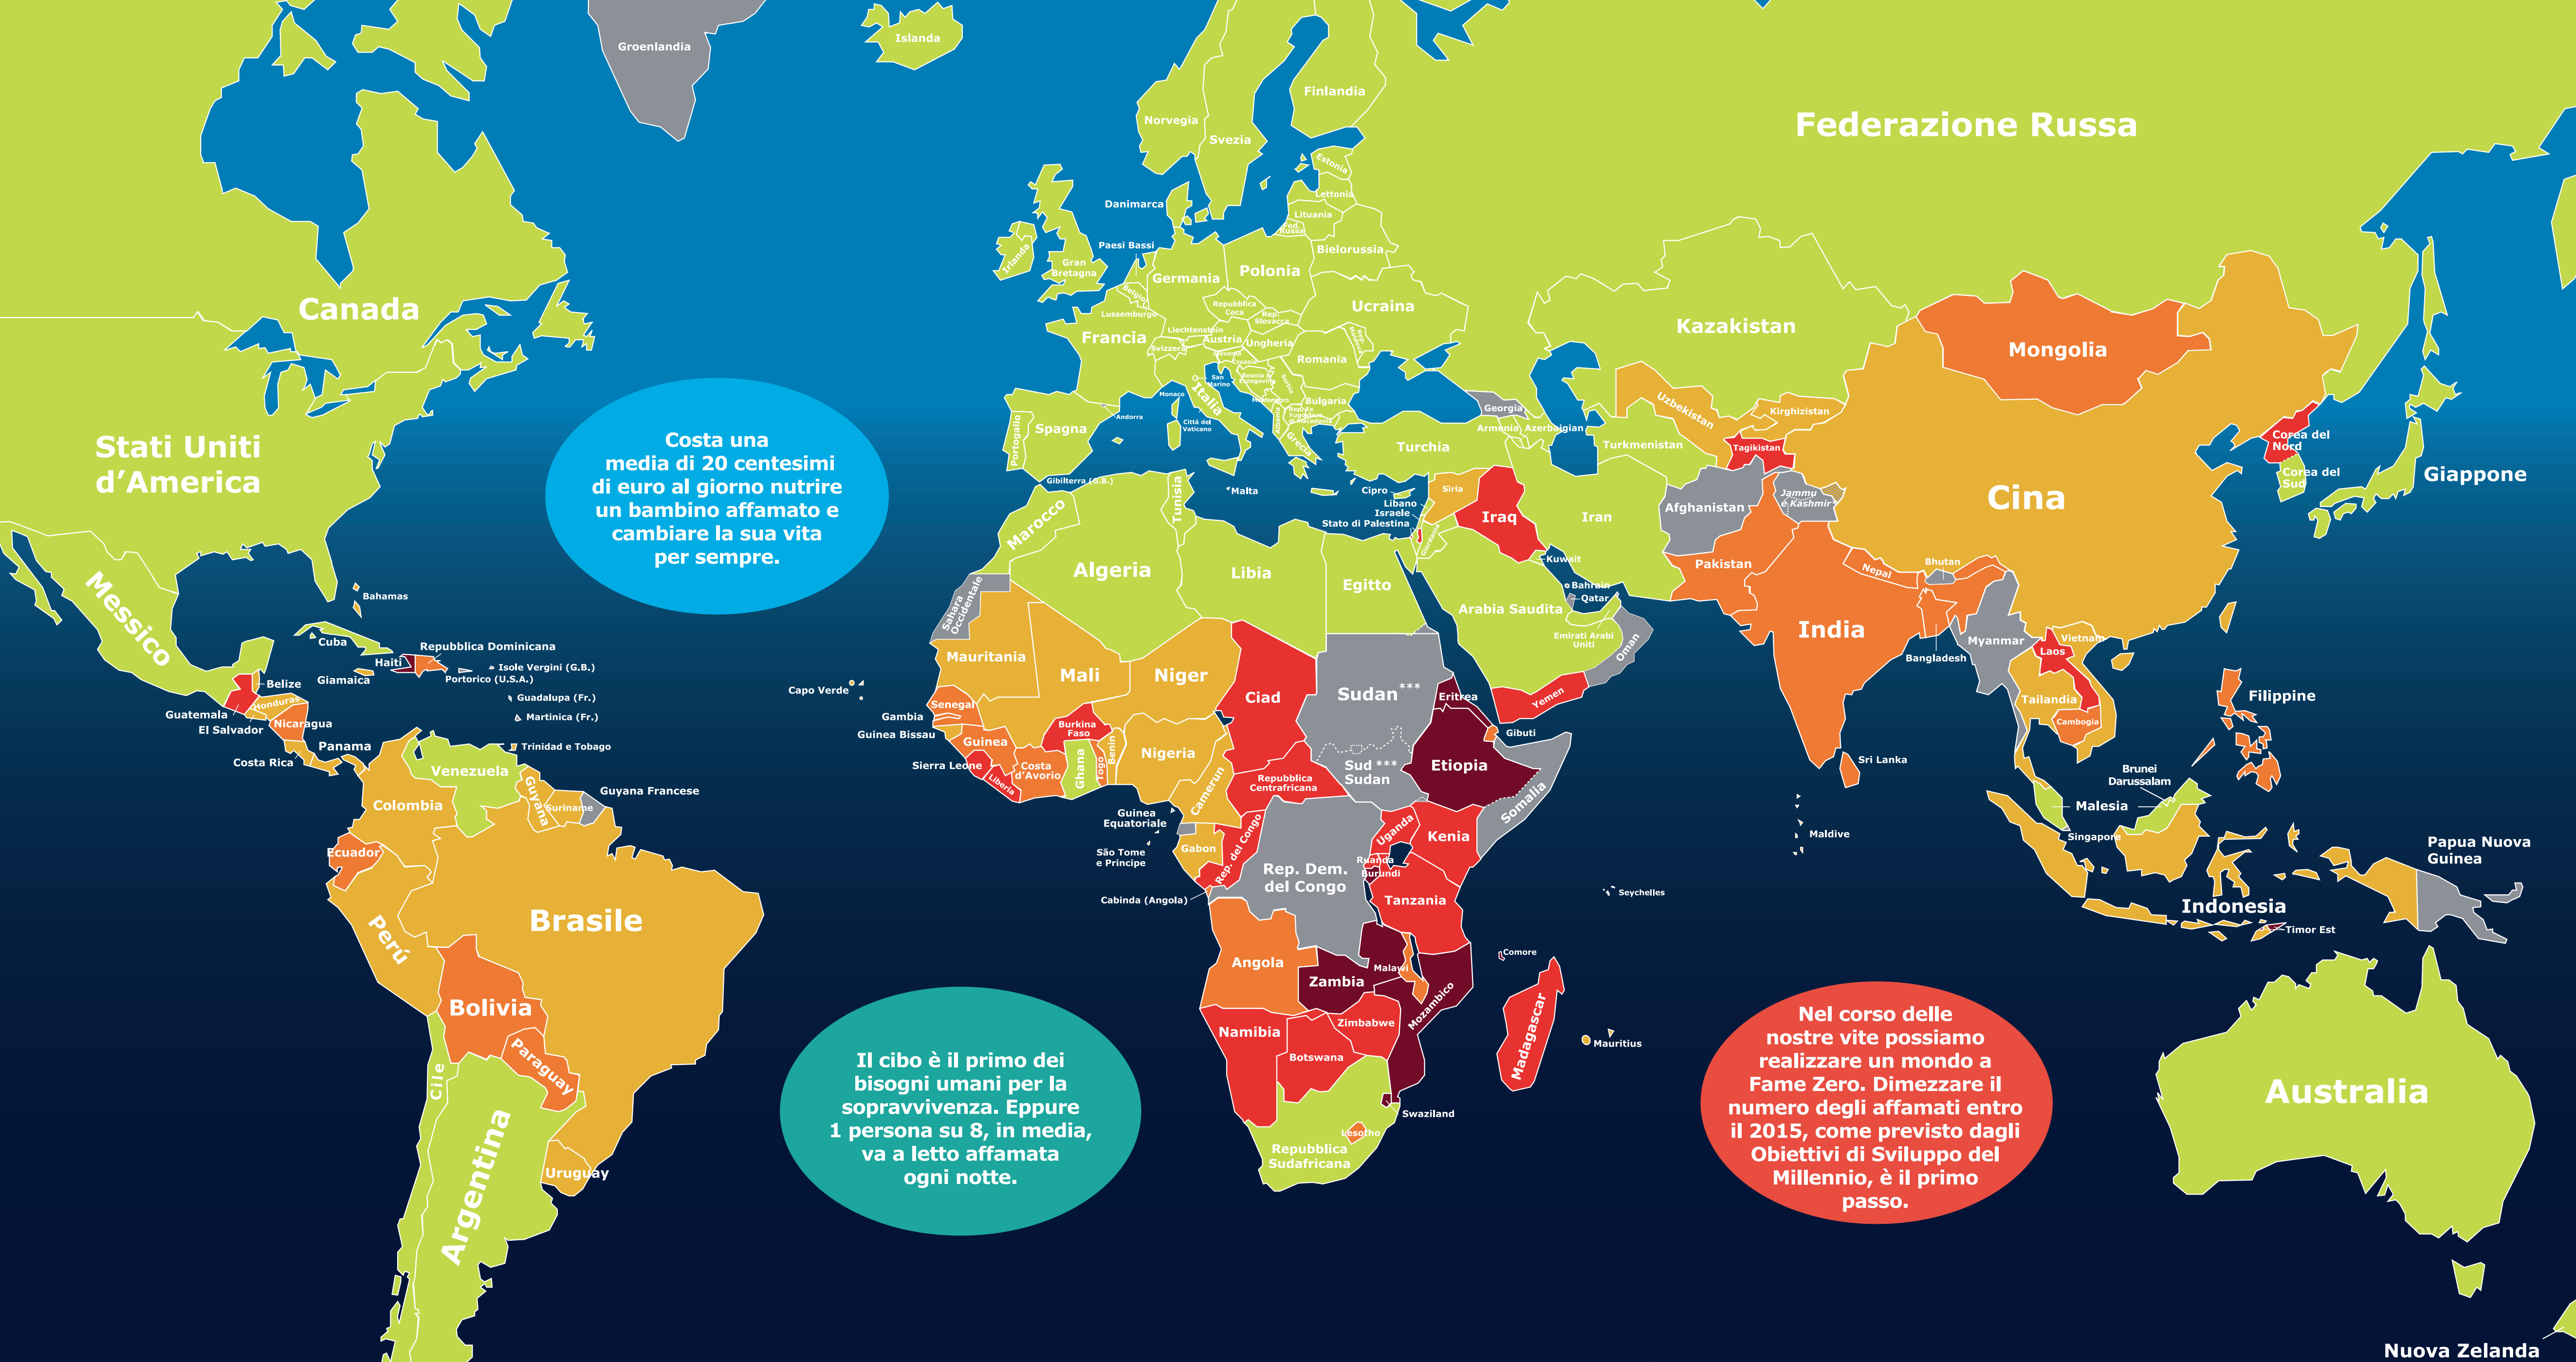 Groenlandia
Islanda
Finlandia
Norvegia
Svezia
Federazione Russa
Estonia
Lettonia
Lituania
Fed.
Russa
Danimarca
Irlanda
Gran
Bretagna
Paesi Bassi
Germania
Polonia
Bielorussia
Belgio
Lussemburgo
Repubblica
Ceca
Rep.
Slovacca
Ucraina
Francia
Liechtenstein
Svizzera
Austria
Ungheria
Slovenia
Croazia
Romania
Rep.
Moldova
San
Marino
Bosnia e
Erzegovina
Serbia
Monaco
Italia
Montenegro
Bulgaria
Andorra
Città del
Vaticano
Albania
Rep. Ex
Yugoslava
di Macedonia
Grecia
Portogallo
Spagna
Gibilterra (G.B.)
Malta
Turchia
Georgia
Armenia
Azerbaigian
Cipro
Libano
Israele
Stato di Palestina
Siria
Iraq
Giordania
Kuwait
Bahrain
Qatar
Arabia Saudita
Emirati Arabi
Uniti
Oman
Yemen
Iran
Kazakistan
Uzbekistan
Kirghizistan
Turkmenistan
Tagikistan
Afghanistan
Jammu
e Kashmir
Pakistan
India
Nepal
Bhutan
Bangladesh
Sri Lanka
Maldive
Mongolia
Cina
Corea del
Nord
Corea del
Sud
Giappone
Myanmar
Laos
Vietnam
Tailandia
Cambogia
Filippine
Brunei
Darussalam
Malesia
Singapore
Indonesia
Timor Est
Papua Nuova
Guinea
Australia
Nuova Zelanda
Canada
Stati Uniti
d’America
Messico
Bahamas
Cuba
Haiti
Repubblica Dominicana
Giamaica
Portorico (U.S.A.)
Isole Vergini (G.B.)
Guadalupa (Fr.)
Martinica (Fr.)
Trinidad e Tobago
Belize
Guatemala
Honduras
El Salvador
Nicaragua
Costa Rica
Panama
Venezuela
Colombia
Guyana
Suriname
Guyana Francese
Ecuador
Perú
Brasile
Bolivia
Paraguay
Cile
Argentina
Uruguay
Marocco
Algeria
Tunisia
Libia
Egitto
Sahara
Occidentale
Mauritania
Mali
Niger
Ciad
Sudan***
Eritrea
Gibuti
Capo Verde
Senegal
Gambia
Guinea Bissau
Guinea
Sierra Leone
Liberia
Costa
d’Avorio
Burkina
Faso
Ghana
Togo
Benin
Nigeria
Camerun
Repubblica
Centrafricana
Sud ***
Sudan
Etiopia
Somalia
Guinea
Equatoriale
São Tome
e Principe
Gabon
Rep. del Congo
Cabinda (Angola)
Rep. Dem.
del Congo
Uganda
Kenia
Ruanda
Burundi
Tanzania
Seychelles
Comore
Angola
Zambia
Malawi
Mozambico
Namibia
Botswana
Zimbabwe
Madagascar
Mauritius
Swaziland
Lesotho
Repubblica
Sudafricana
Costa una
media di 20 centesimi
di euro al giorno nutrire
un bambino affamato e
cambiare la sua vita
per sempre.
Il cibo è il primo dei
bisogni umani per la
sopravvivenza. Eppure
1 persona su 8, in media,
va a letto affamata
ogni notte.
Nel corso delle
nostre vite possiamo
realizzare un mondo a
Fame Zero. Dimezzare il
numero degli affamati entro
il 2015, come previsto dagli
Obiettivi di Sviluppo del
Millennio, è il primo
passo.